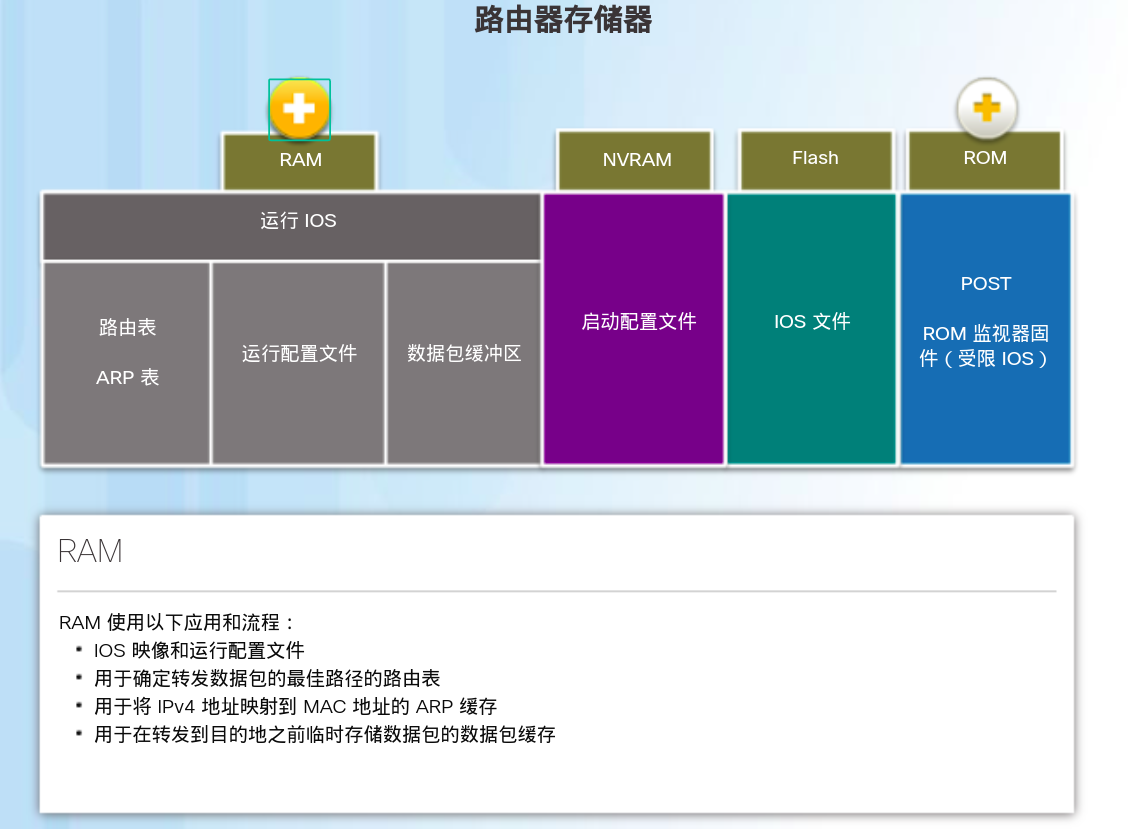 路由器存储器
RAM
NVRAM
Flash
ROM
运行 IOS
路由表
ARP 表
运行配置文件
数据包缓冲区
启动配置文件
IOS 文件
POST
ROM 监视器固
件（受限 IOS）
RAM
RAM 使用以下应用和流程：
• IOS 映像和运行配置文件
• 用于确定转发数据包的最佳路径的路由表
• 用于将 IPv4 地址映射到 MAC 地址的 ARP 缓存
• 用于在转发到目的地之前临时存储数据包的数据包缓存